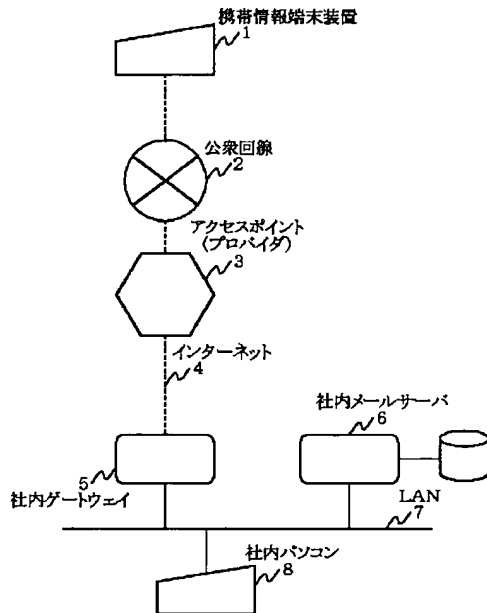 携帯情報端末装置
1
公衆回線
2
アクセスポイント
(プロバイダ)
3
インターネット
4
社内メールサーバ
6
5
社内ゲートウェイ
LAN
7
社内パソコン
8